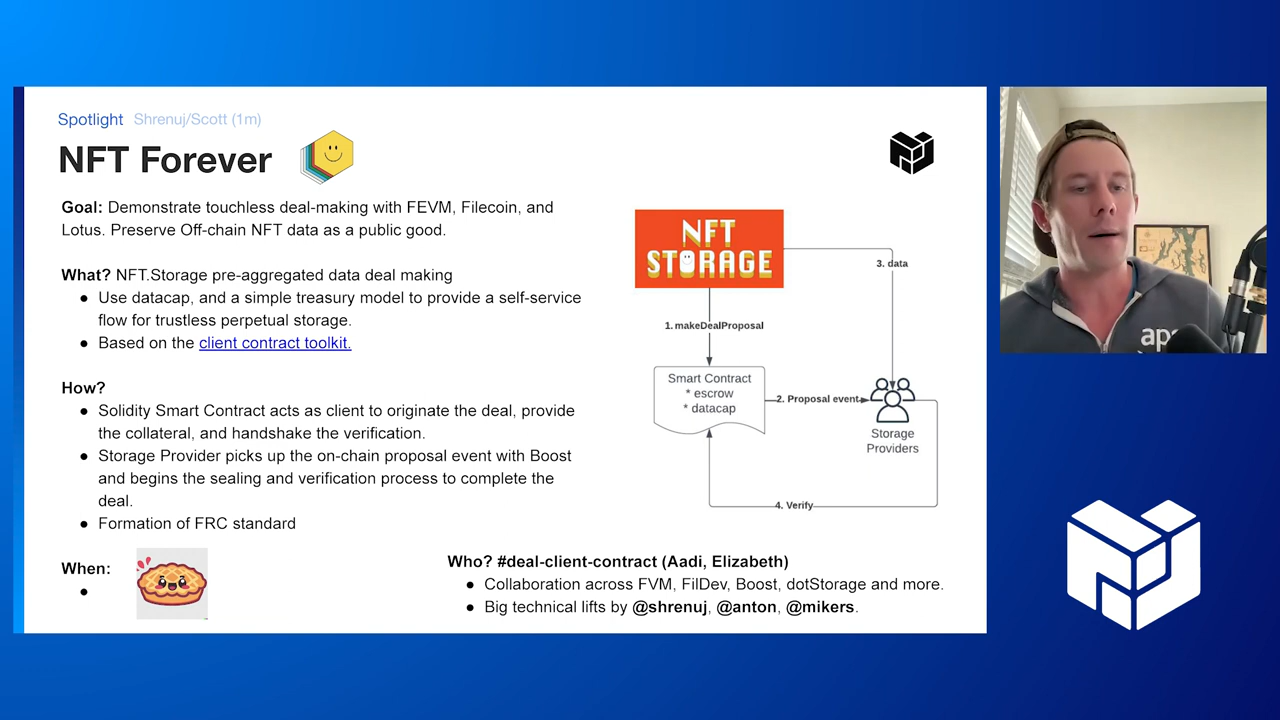 Spotlight Shrenuj/Scott (1m)
NFT Forever
Goal: Demonstrate touchless deal-making with FEVM, Filecoin, and
Lotus. Preserve Off-chain NFT data as a public good.
What? NFT.Storage pre-aggregated data deal making
● Use datacap, and a simple treasury model to provide a self-service
flow for trustless perpetual storage.
● Based on the client contract toolkit.
How?
● Solidity Smart Contract acts as client to originate the deal, provide
the collateral, and handshake the verification.
● Storage Provider picks up the on-chain proposal event with Boost
and begins the sealing and verification process to complete the
deal.
● Formation of FRC standard
When:
●
NFT
STORAGE
3. data
1. makeDealProposal
Smart Contract
* escrow
* datacap
2. Proposal event
Storage
Providers
4. Verify
Who? #deal-client-contract (Aadi, Elizabeth)
● Collaboration across FVM, FilDev, Boost, dotStorage and more.
● Big technical lifts by @shrenuj, @anton, @mikers.